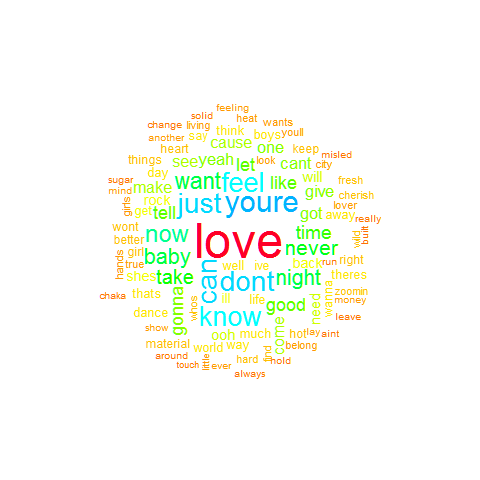 feeling
solid heat
change living wants
another say think boys youll
heart cause one keep
things see yeah let look cant city misled
day want feel like will fresh
sugar make give cherish
mind rock just youre lover
girls get tell got away really
wont now love time wild built
better girl baby never
hands true can back run right
shes take well ive dont night theres
chaka thats gonna whos ill life good need wanna zoomin money
dance know come leave
show ooh much hot lay aint
material world way belong
around little hard find hold
touch ever
always